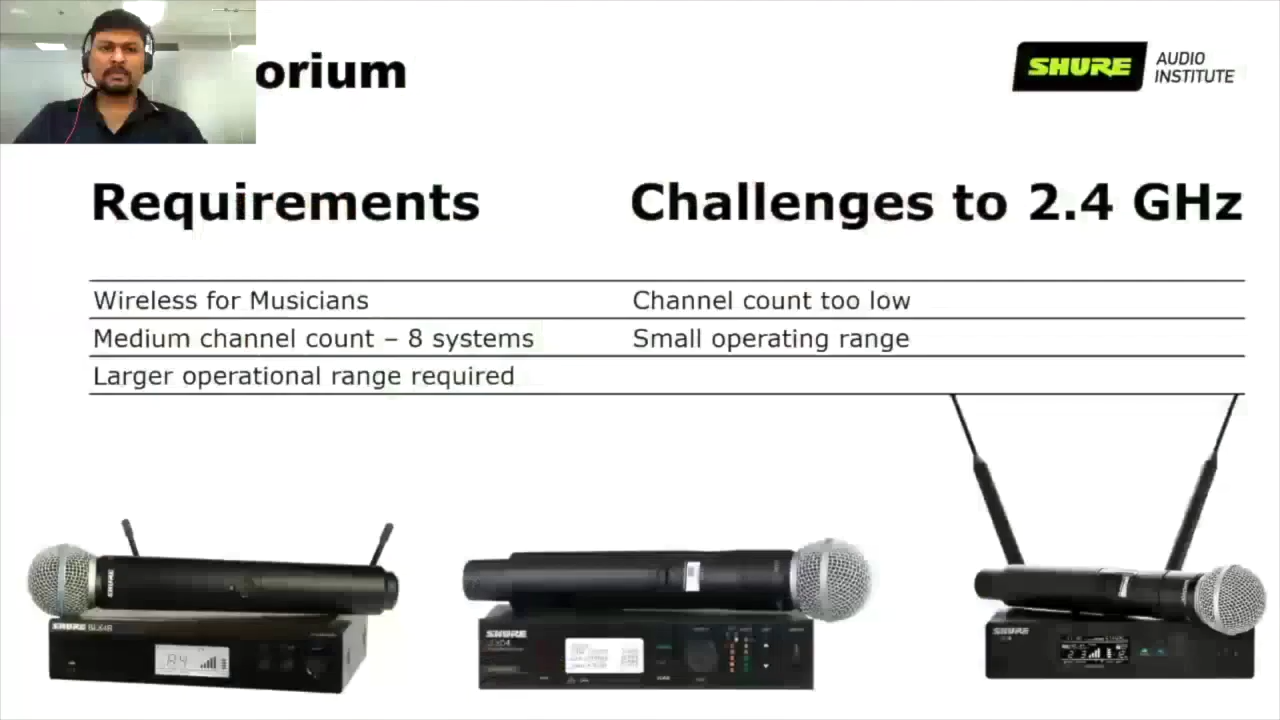 orium
SHURE AUDIO
INSTITUTE
Requirements Challenges to 2.4 GHz
Wireless for Musicians Channel count too low
Medium channel count – 8 systems Small operating range
Larger operational range required
SHURE
SHURE
SHURE
SHURE